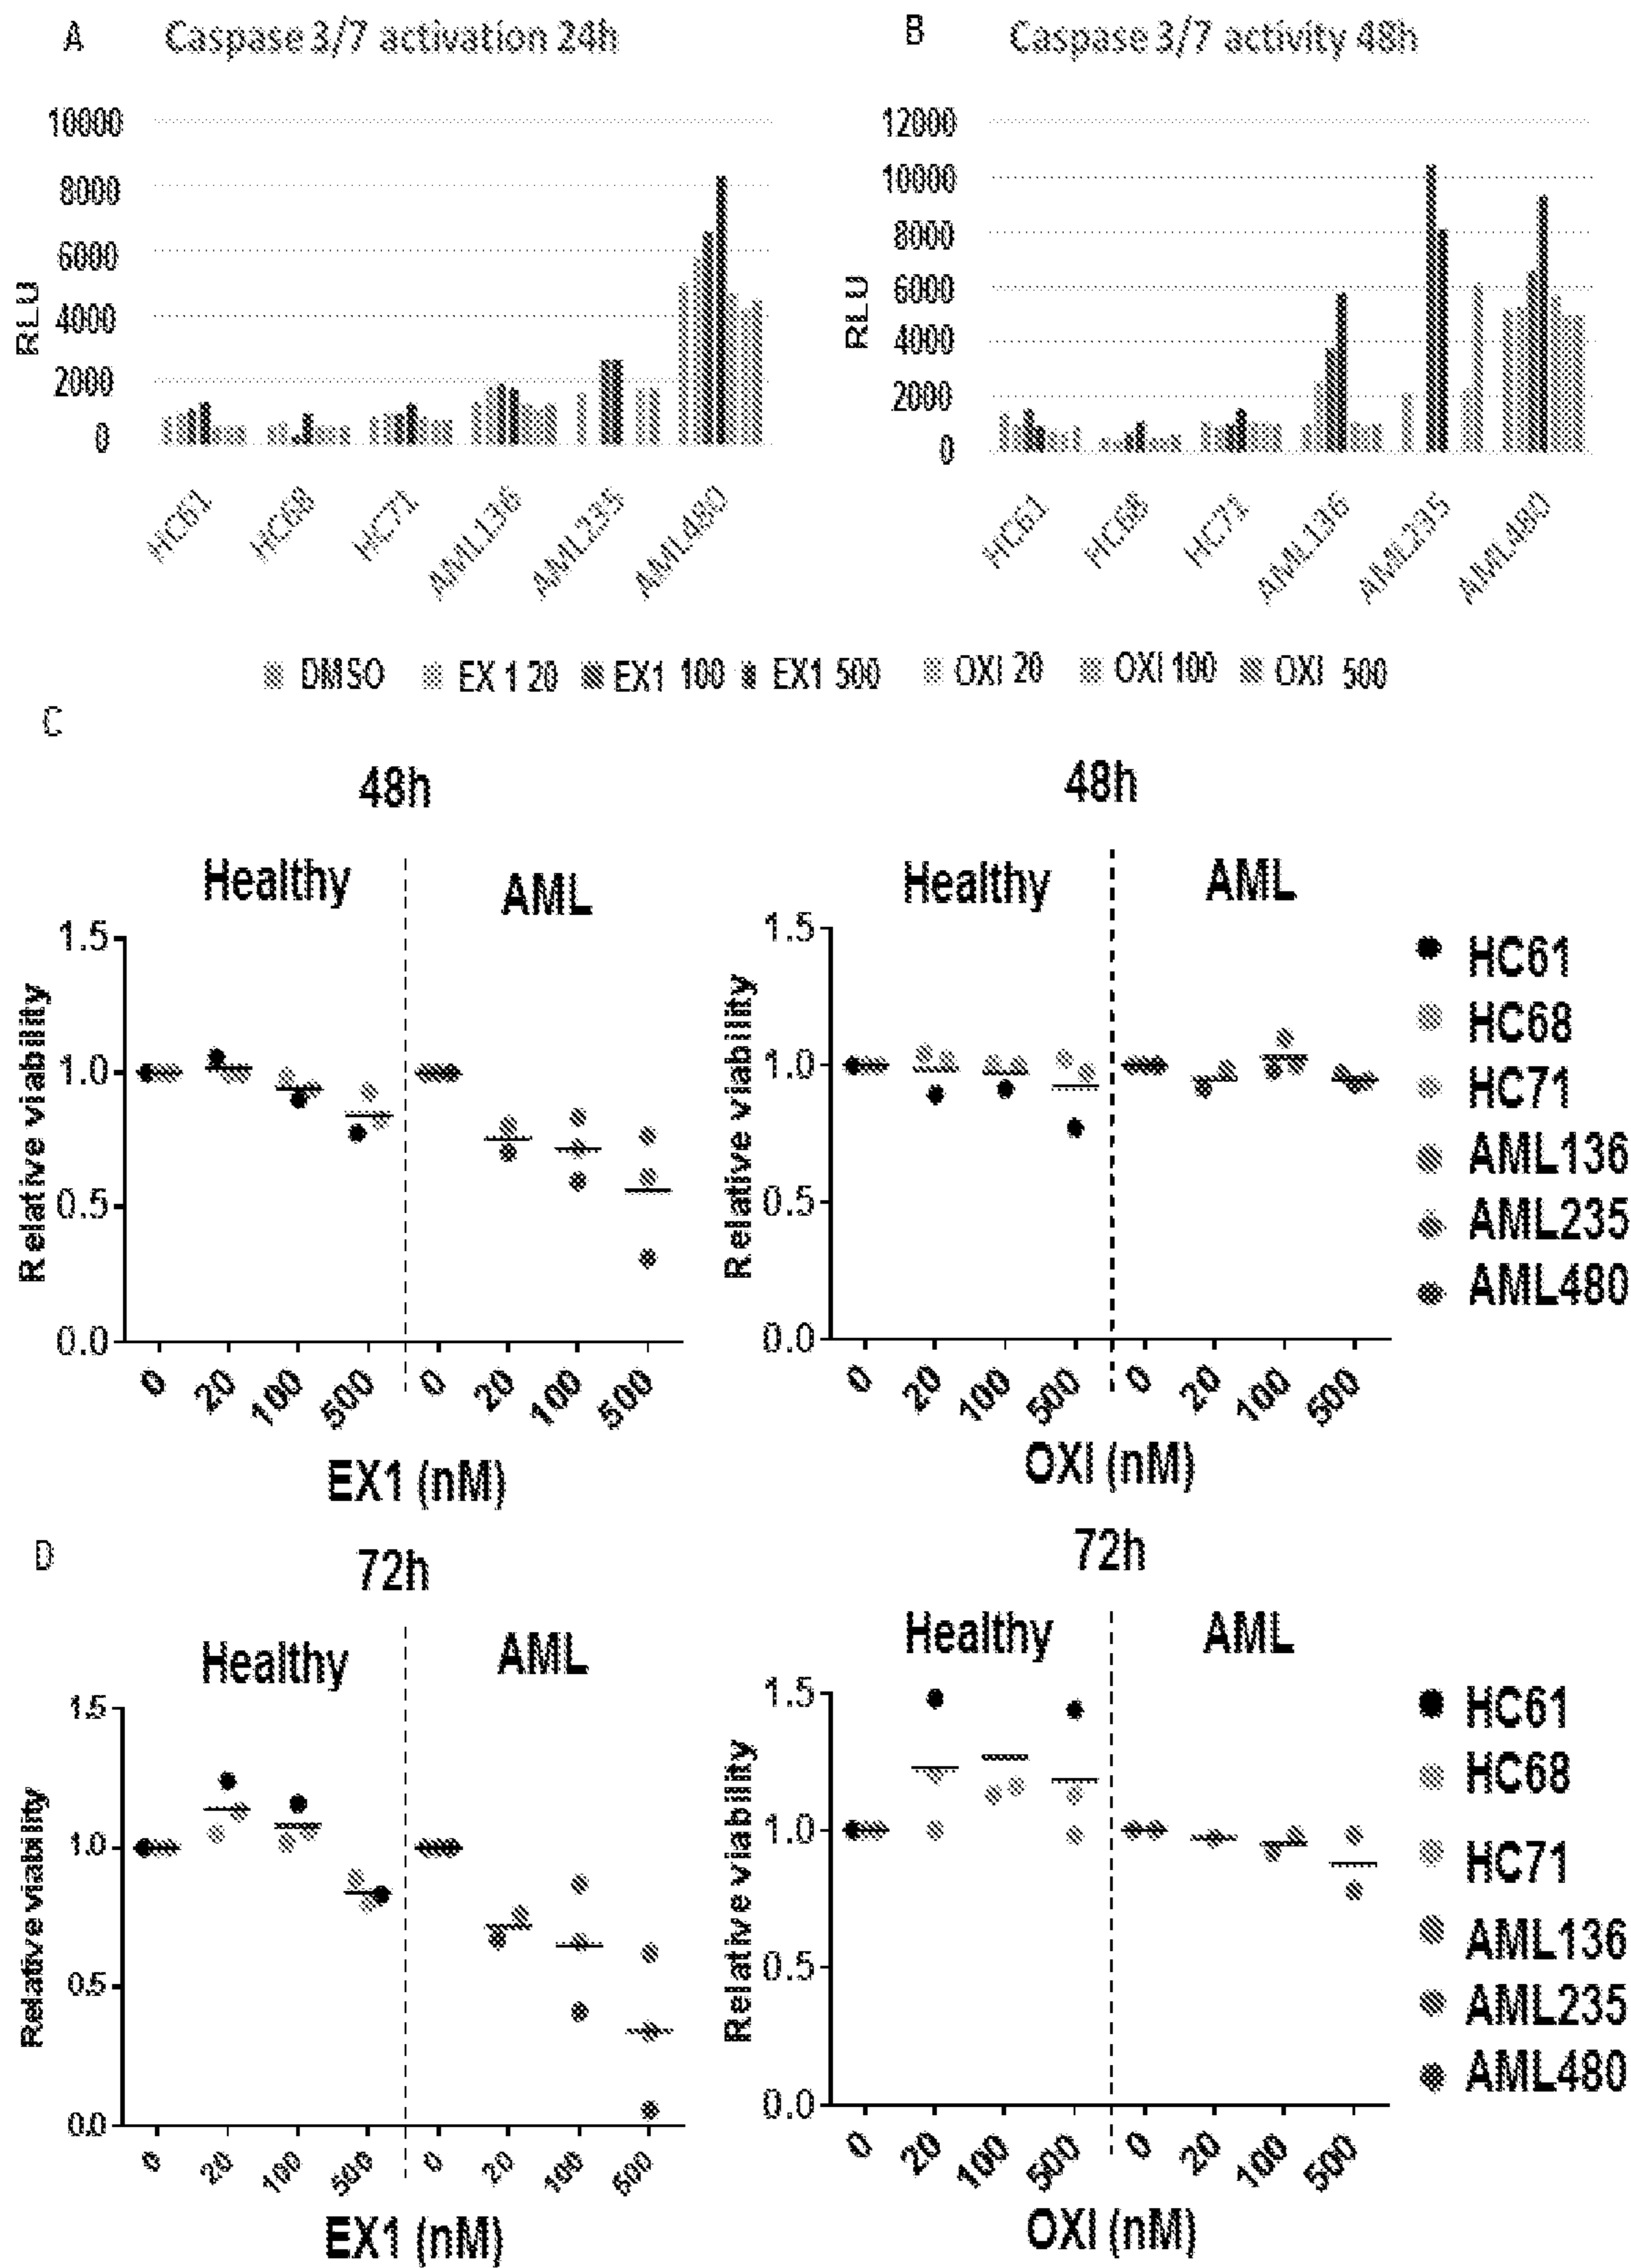 A Caspase 3/7 activation 24h
10000
8000
6000
4000
2000
0
RLU
HC61
HC68
HC71
AML136
AML235
AML480
B Caspase 3/7 activity 48h
12000
10000
8000
6000
4000
2000
0
RLU
HC61
HC68
HC71
AML136
AML235
AML480
DMSO EX 1 20 EX1 100 EX1 500 OXI 20 OXI 100 OXI 500
C
48h
Healthy AML
1.5
1.0
0.5
0.0
Relative viability
0 20 100 500 0 20 100 500
EX1 (nM)
48h
Healthy AML
1.5
1.0
0.5
0.0
Relative viability
0 20 100 500 0 20 100 500
OXI (nM)
HC61
HC68
HC71
AML136
AML235
AML480
D
72h
Healthy AML
1.5
1.0
0.5
0.0
Relative viability
0 20 100 500 0 20 100 500
EX1 (nM)
72h
Healthy AML
1.5
1.0
0.5
0.0
Relative viability
0 20 100 500 0 20 100 500
OXI (nM)
HC61
HC68
HC71
AML136
AML235
AML480